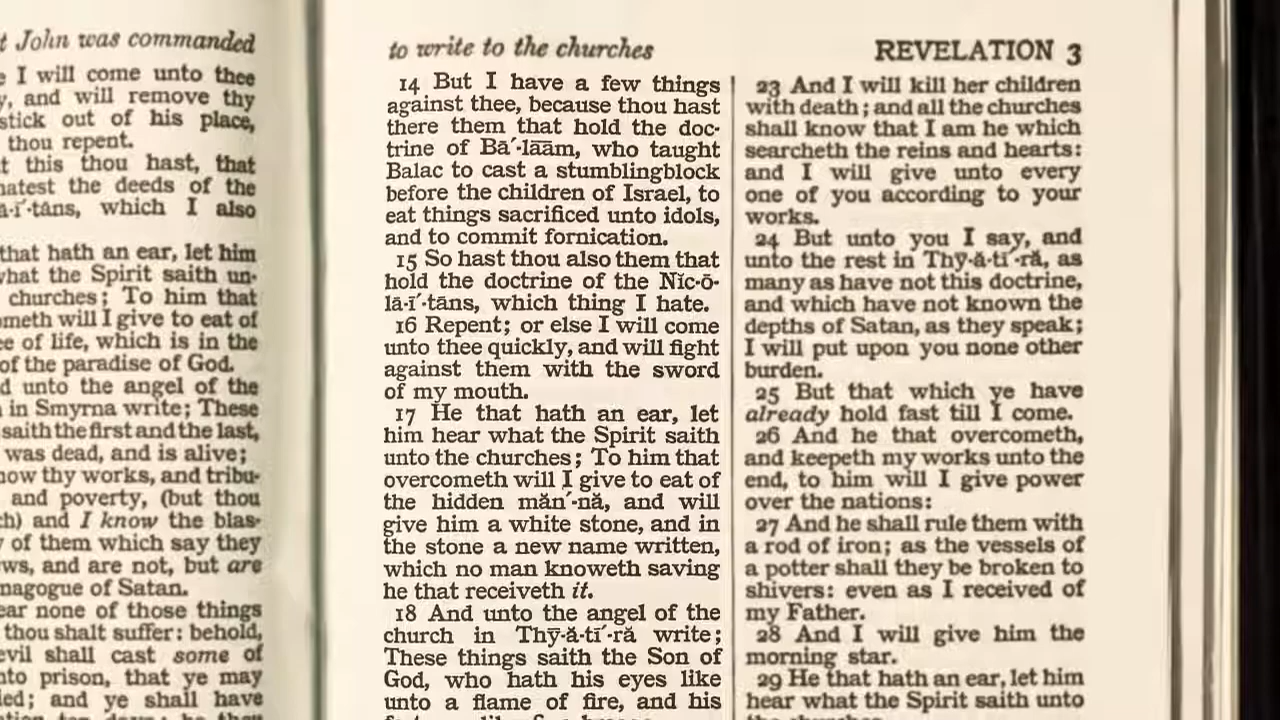 t John was commanded
e I will come unto thee
y, and will remove thy
stick out of his place,
thou repent.
t this thou hast, that
hatest the deeds of the
a·i´·tāns, which I also
that hath an ear, let him
what the Spirit saith un-
churches; To him that
ometh will I give to eat of
ee of life, which is in the
of the paradise of God.
d unto the angel of the
in Smyrna write; These
saith the first and the last,
was dead, and is alive;
now thy works, and tribu-
and poverty, (but thou
ch) and I know the blas-
y of them which say they
ws, and are not, but are
nagogue of Satan.
ear none of those things
thou shalt suffer: behold,
evil shall cast some of
nto prison, that ye may
ied; and ye shall have
to write to the churches
14 But I have a few things
against thee, because thou hast
there them that hold the doc-
trine of Bā´-lāăm, who taught
Balac to cast a stumblingblock
before the children of Israel, to
eat things sacrificed unto idols,
and to commit fornication.
15 So hast thou also them that
hold the doctrine of the Nĭc-ō-
lā-ī´-tāns, which thing I hate.
16 Repent; or else I will come
unto thee quickly, and will fight
against them with the sword
of my mouth.
17 He that hath an ear, let
him hear what the Spirit saith
unto the churches; To him that
overcometh will I give to eat of
the hidden măn´-nă, and will
give him a white stone, and in
the stone a new name written,
which no man knoweth saving
he that receiveth it.
18 And unto the angel of the
church in Thȳ-ă-tī´-ră write;
These things saith the Son of
God, who hath his eyes like
unto a flame of fire, and his
REVELATION 3
23 And I will kill her children
with death; and all the churches
shall know that I am he which
searcheth the reins and hearts:
and I will give unto every
one of you according to your
works.
24 But unto you I say, and
unto the rest in Thȳ-ă-tī´-ră, as
many as have not this doctrine,
and which have not known the
depths of Satan, as they speak;
I will put upon you none other
burden.
25 But that which ye have
already hold fast till I come.
26 And he that overcometh,
and keepeth my works unto the
end, to him will I give power
over the nations:
27 And he shall rule them with
a rod of iron; as the vessels of
a potter shall they be broken to
shivers: even as I received of
my Father.
28 And I will give him the
morning star.
29 He that hath an ear, let him
hear what the Spirit saith unto